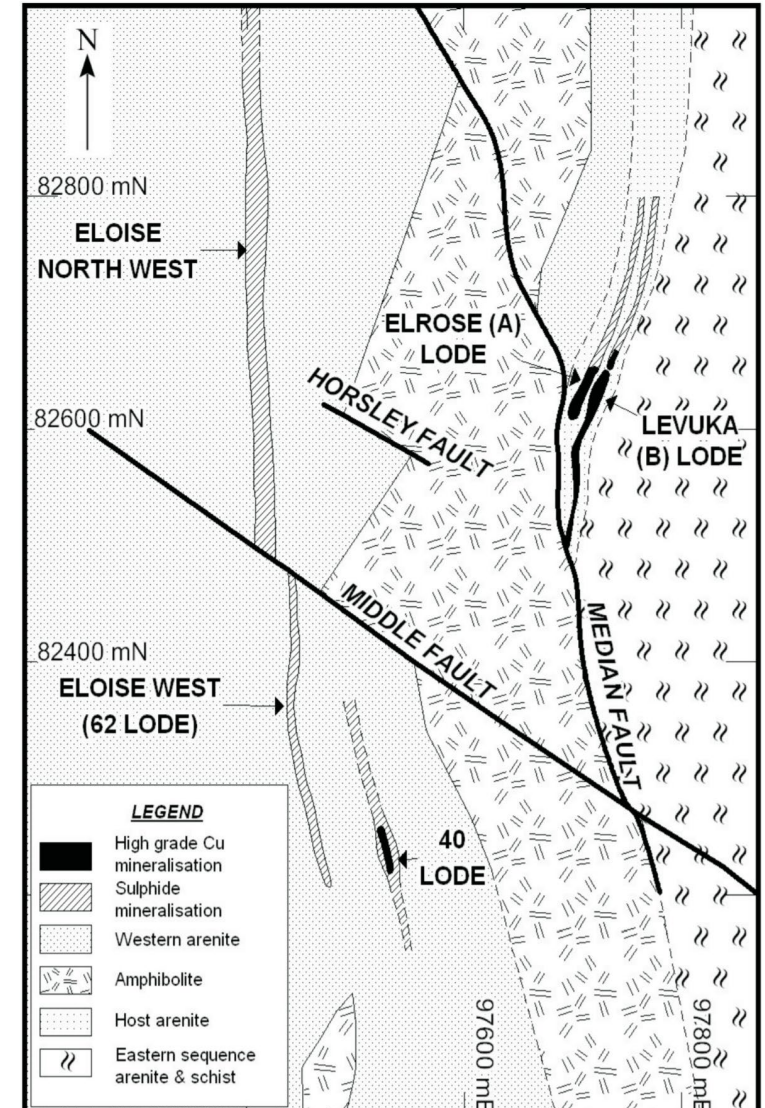 N
82800 mN
ELOISE
NORTH WEST
ELROSE (A)
LODE
HORSLEY FAULT
82600 mN
LEVUKA
(B) LODE
MIDDLE FAULT
MEDIAN FAULT
82400 mN
ELOISE WEST
(62 LODE)
40
LODE
LEGEND
High grade Cu
mineralisation
Sulphide
mineralisation
Western arenite
Amphibolite
Host arenite
Eastern sequence
arenite & schist
97600 mE
97800 mE